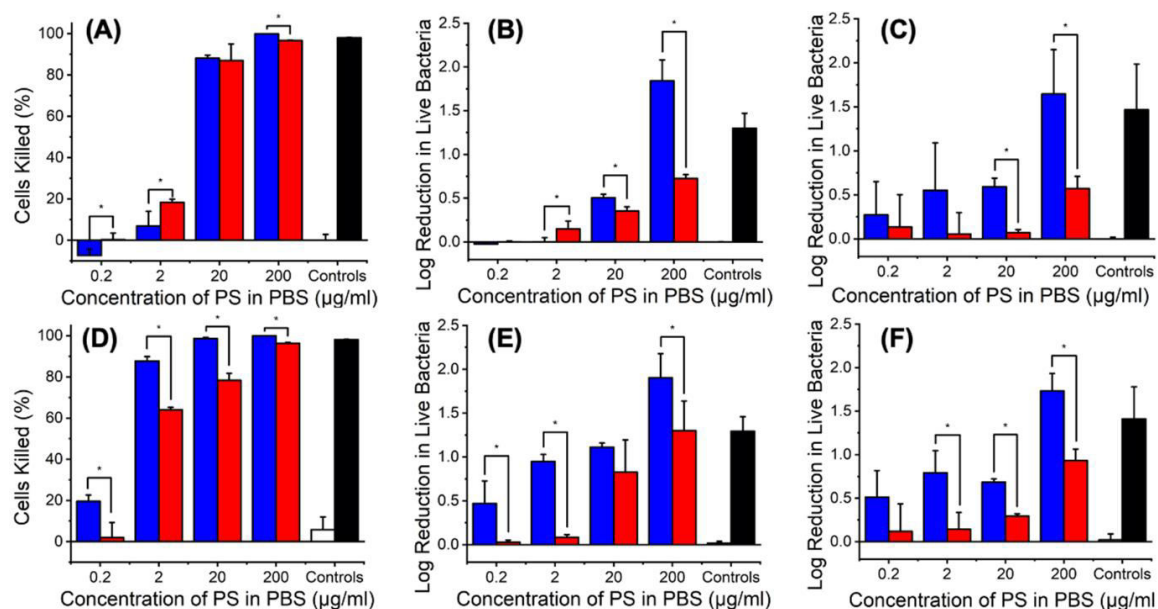 (A)
Cells Killed (%)
100
80
60
40
20
0
*
*
*
0.2 2 20 200 Controls
Concentration of PS in PBS (µg/ml)
(B)
Log Reduction in Live Bacteria
2.5
2.0
1.5
1.0
0.5
0.0
*
*
*
0.2 2 20 200 Controls
Concentration of PS in PBS (µg/ml)
(C)
Log Reduction in Live Bacteria
2.5
2.0
1.5
1.0
0.5
0.0
*
*
0.2 2 20 200 Controls
Concentration of PS in PBS (µg/ml)
(D)
Cells Killed (%)
100
80
60
40
20
0
*
*
*
*
0.2 2 20 200 Controls
Concentration of PS in PBS (µg/ml)
(E)
Log Reduction in Live Bacteria
2.5
2.0
1.5
1.0
0.5
0.0
*
*
*
0.2 2 20 200 Controls
Concentration of PS in PBS (µg/ml)
(F)
Log Reduction in Live Bacteria
2.5
2.0
1.5
1.0
0.5
0.0
*
*
*
0.2 2 20 200 Controls
Concentration of PS in PBS (µg/ml)